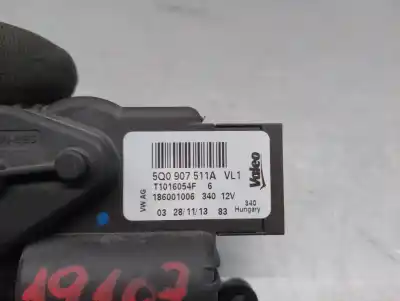 5Q0 907 511A VL1
T1016054F 6
186001006 340 12V
03 28/11/13 83
VW AG
Valeo
340
Hungary
19107